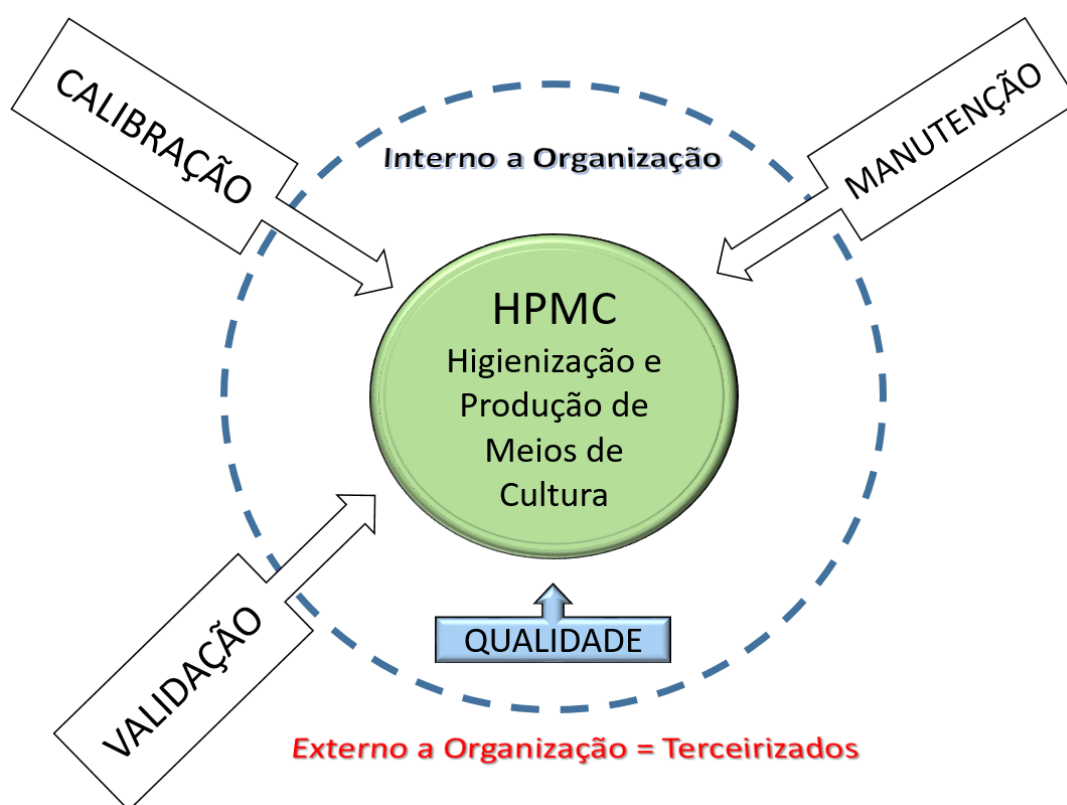 CALIBRAÇÃO
MANUTENÇÃO
Interno a Organização
HPMC
Higienização e
Produção de
Meios de
Cultura
QUALIDADE
VALIDAÇÃO
Externo a Organização = Terceirizados